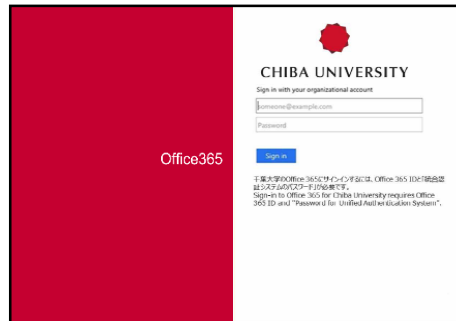 Office365
CHIBA UNIVERSITY
Sign in with your organizational account
someone@example.com
Password
Sign in
千葉大学のOffice 365にサインインするには、Office 365 IDと「統合認
証システムのパスワード」が必要です。
Sign-in to Office 365 for Chiba University requires Office
365 ID and "Password for Unified Authentication System".